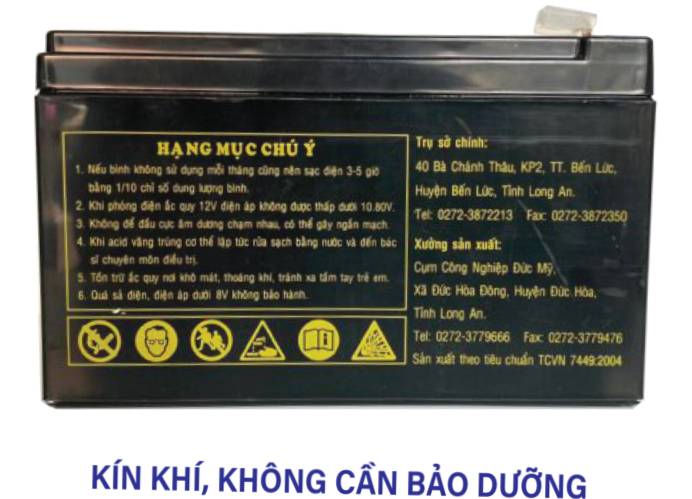 HẠNG MỤC CHÚ Ý
1. Nếu bình không sử dụng mỗi tháng cũng nên sạc điện 3-5 giờ
bằng 1/10 chỉ số dung lượng bình.
2. Khi phóng điện ắc quy 12V điện áp không được thấp dưới 10.80V.
3. Không để đầu cực âm dương chạm nhau, có thể gây ngắn mạch.
4. Khi acid văng trúng cơ thể lập tức rửa sạch bằng nước và đến bác
sĩ chuyên môn điều trị.
5. Tồn trữ ắc quy nơi khô mát, thoáng khí, tránh xa tầm tay trẻ em.
6. Quá sả điện, điện áp dưới 8V không bảo hành.
Trụ sở chính:
40 Bà Chánh Thâu, KP2, TT. Bến Lức,
Huyện Bến Lức, Tỉnh Long An.
Tel: 0272-3872213 Fax: 0272-3872350
Xưởng sản xuất:
Cụm Công Nghiệp Đức Mỹ,
Xã Đức Hòa Đông, Huyện Đức Hòa,
Tỉnh Long An.
Tel: 0272-3779666 Fax: 0272-3779476
Sản xuất theo tiêu chuẩn TCVN 7449:2004
KÍN KHÍ, KHÔNG CẦN BẢO DƯỠNG